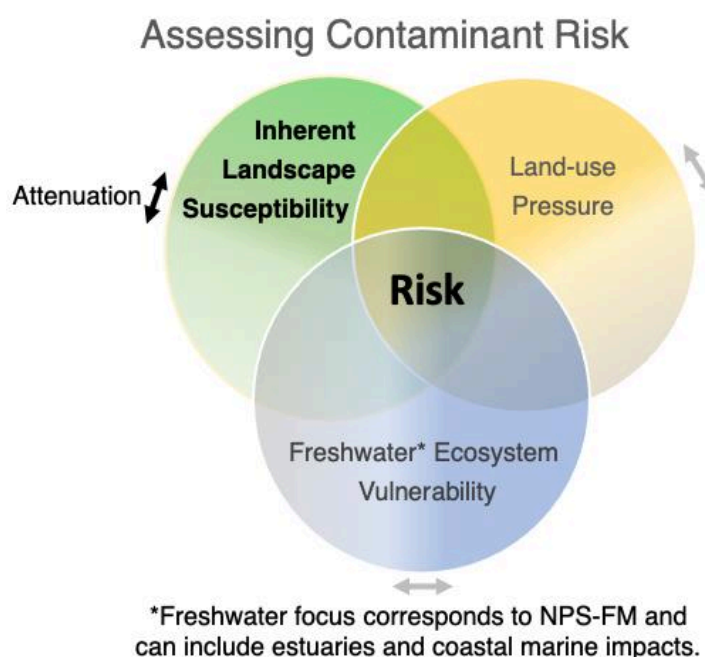 Assessing Contaminant Risk
Inherent
Landscape
Susceptibility
Attenuation
Land-use
Pressure
Risk
Freshwater* Ecosystem
Vulnerability
*Freshwater focus corresponds to NPS-FM and
can include estuaries and coastal marine impacts.